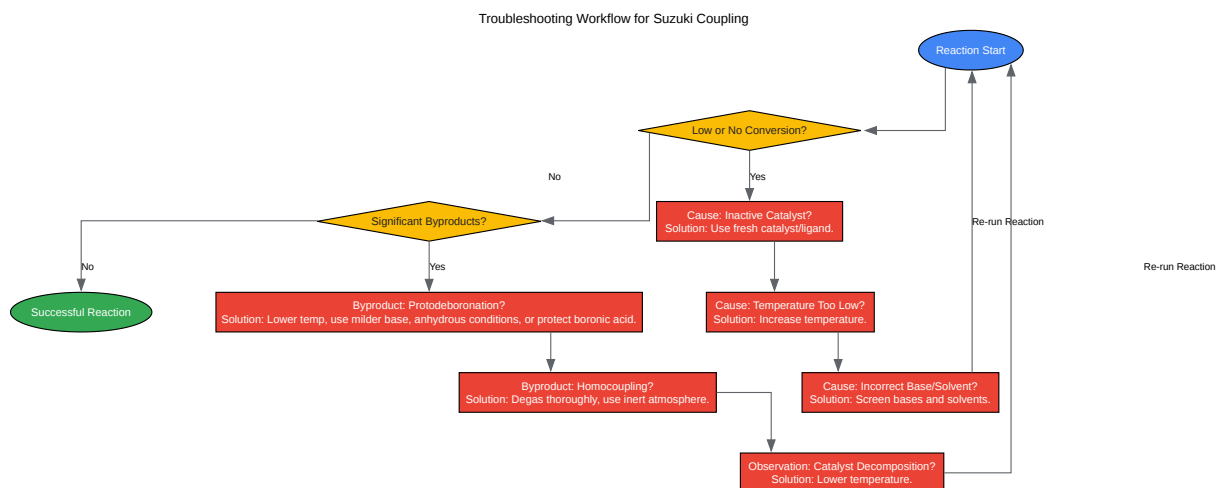 Troubleshooting Workflow for Suzuki Coupling
Reaction Start
Low or No Conversion?
No
Yes
Significant Byproducts?
Cause: Inactive Catalyst?
Solution: Use fresh catalyst/ligand.
Re-run Reaction
No
Yes
Re-run Reaction
Successful Reaction
Byproduct: Protodeboronation?
Solution: Lower temp, use milder base, anhydrous conditions, or protect boronic acid.
Cause: Temperature Too Low?
Solution: Increase temperature.
Byproduct: Homocoupling?
Solution: Degas thoroughly, use inert atmosphere.
Cause: Incorrect Base/Solvent?
Solution: Screen bases and solvents.
Observation: Catalyst Decomposition?
Solution: Lower temperature.